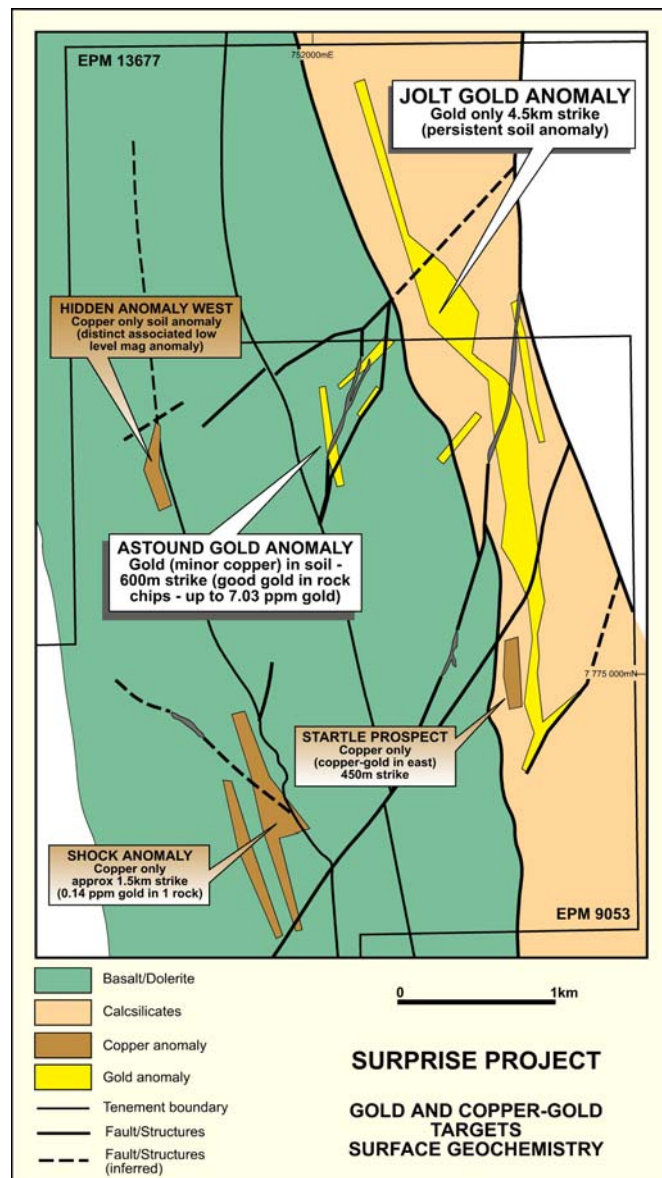 EPM 13677
752000mE
JOLT GOLD ANOMALY
Gold only 4.5km strike
(persistent soil anomaly)
HIDDEN ANOMALY WEST
Copper only soil anomaly
(distinct associated low
level mag anomaly)
ASTOUND GOLD ANOMALY
Gold (minor copper) in soil -
600m strike (good gold in rock
chips - up to 7.03 ppm gold)
7 775 000mN
STARTLE PROSPECT
Copper only
(copper-gold in east)
450m strike
SHOCK ANOMALY
Copper only
approx 1.5km strike
(0.14 ppm gold in 1 rock)
EPM 9053
Basalt/Dolerite
Calcsilicates
Copper anomaly
Gold anomaly
Tenement boundary
Fault/Structures
Fault/Structures
(inferred)
0 1km
SURPRISE PROJECT
GOLD AND COPPER-GOLD
TARGETS
SURFACE GEOCHEMISTRY